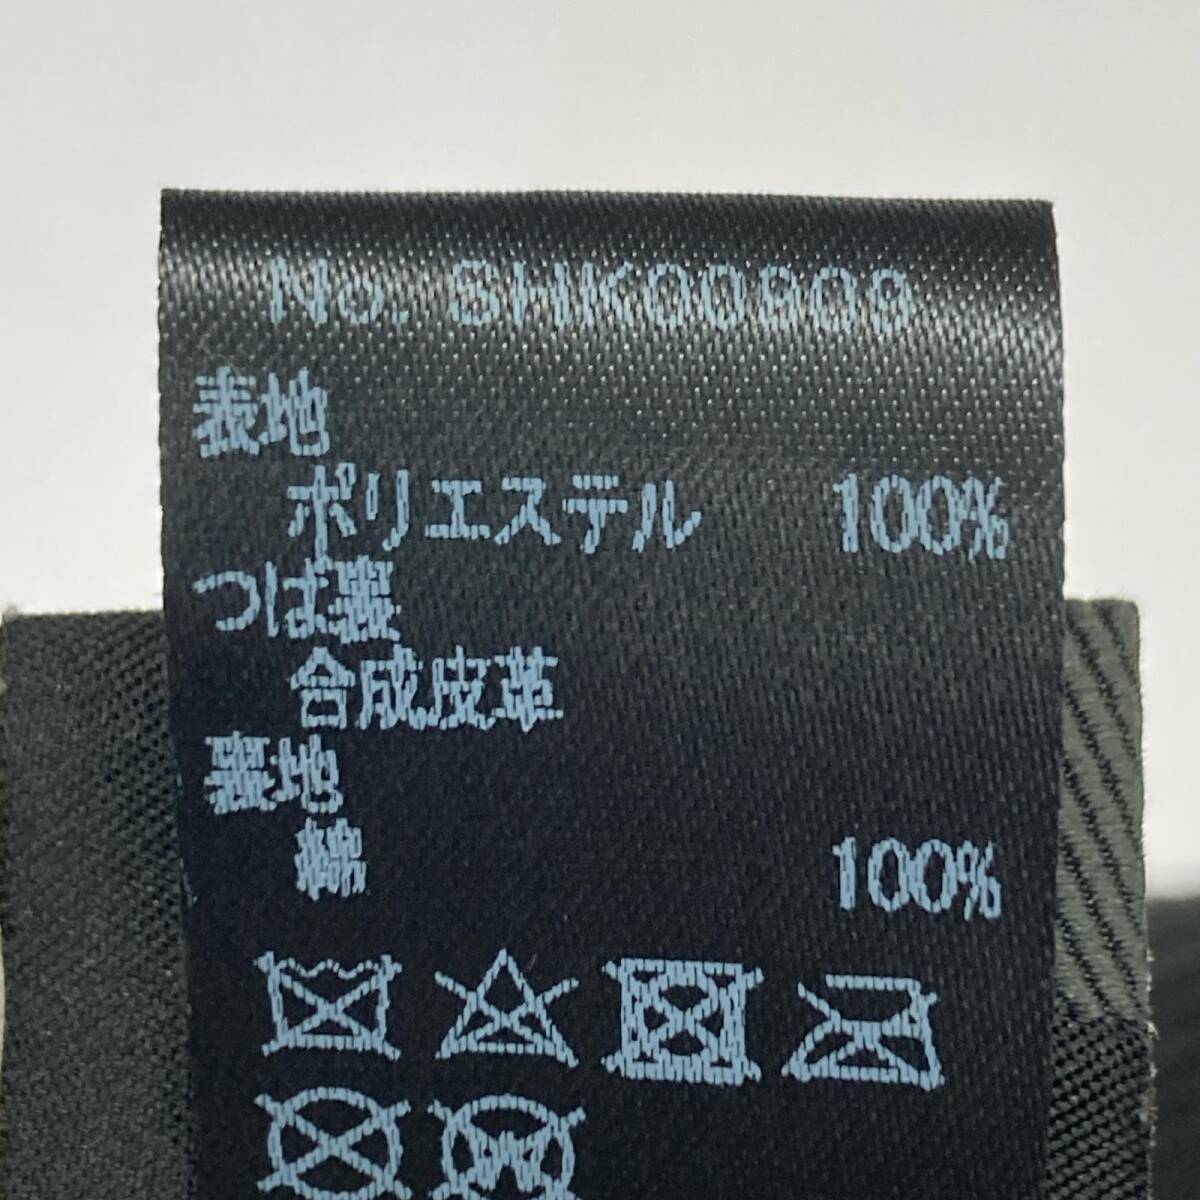 No. SHK00909
表地
ポリエステル 100%
つば裏
合成皮革
裏地
綿 100%